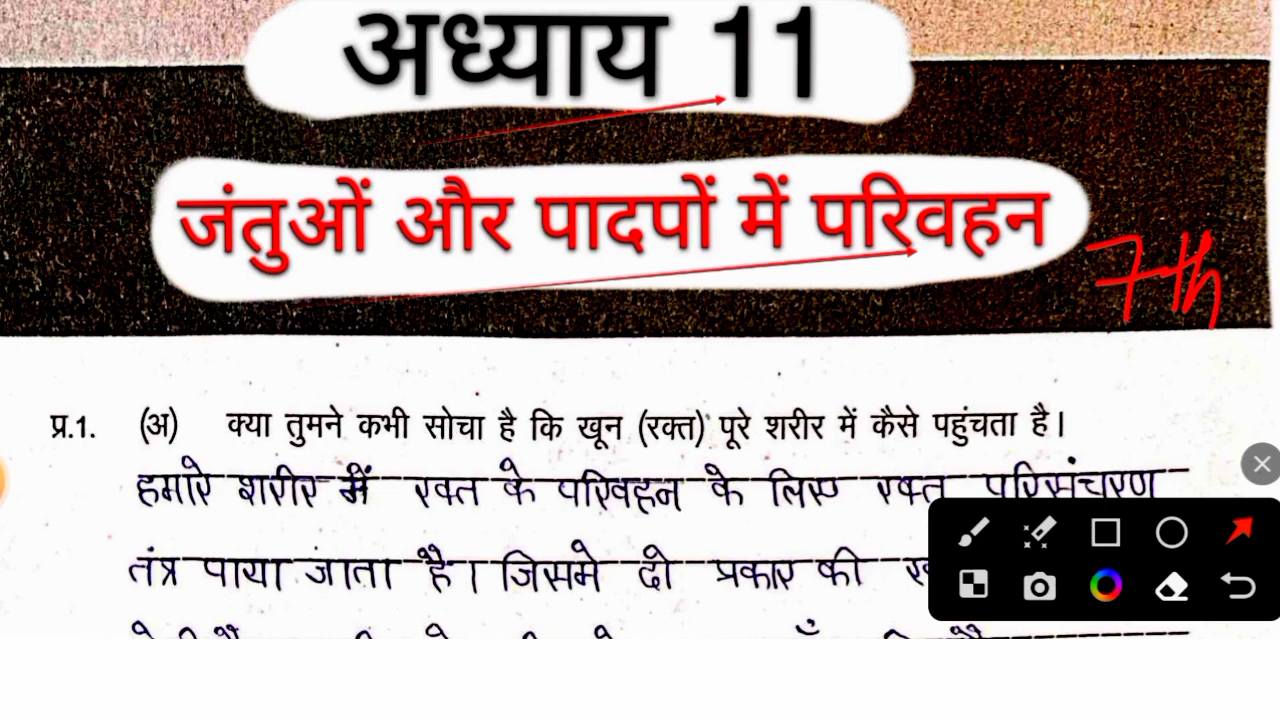 अध्याय 11
जंतुओं और पादपों में परिवहन
7th
प्र.1. (अ) क्या तुमने कभी सोचा है कि खून (रक्त) पूरे शरीर में कैसे पहुंचता है।
हमारे शरीर में रक्त के परिवहन के लिए रक्त परिसंचरण
तंत्र पाया जाता है। जिसमे दो प्रकार की